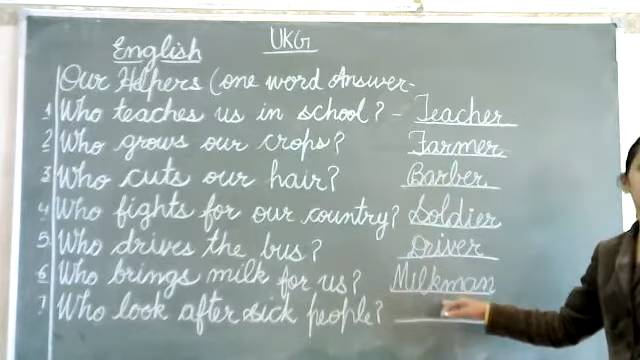 English UKG
Our Helpers (one word Answer-
1 Who teaches us in school? - Teacher
2 Who grows our crops? Farmer
3 Who cuts our hair? Barber
4 Who fights for our country? Soldier
5 Who drives the bus? Driver
6 Who brings milk for us? Milkman
7 Who look after sick people?